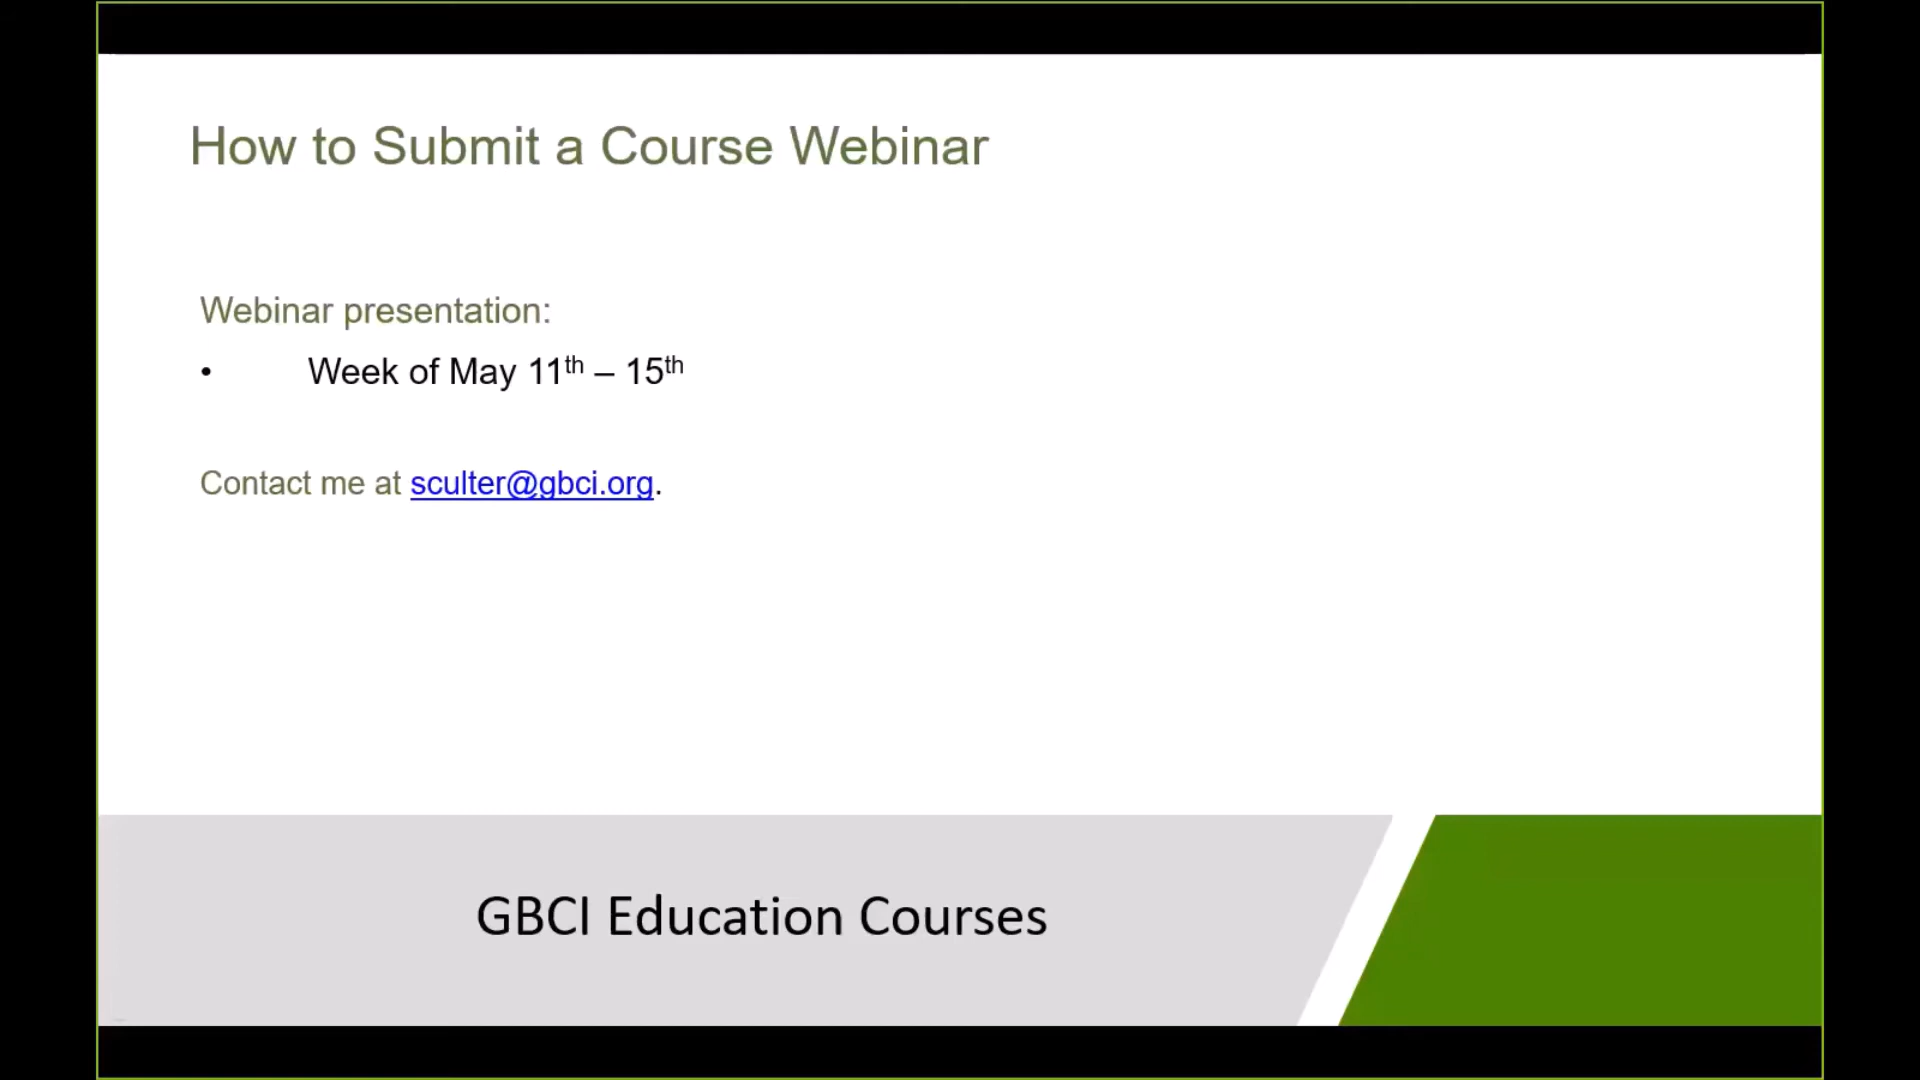 How to Submit a Course Webinar
Webinar presentation:
• Week of May 11th – 15th
Contact me at sculter@gbci.org.
GBCI Education Courses